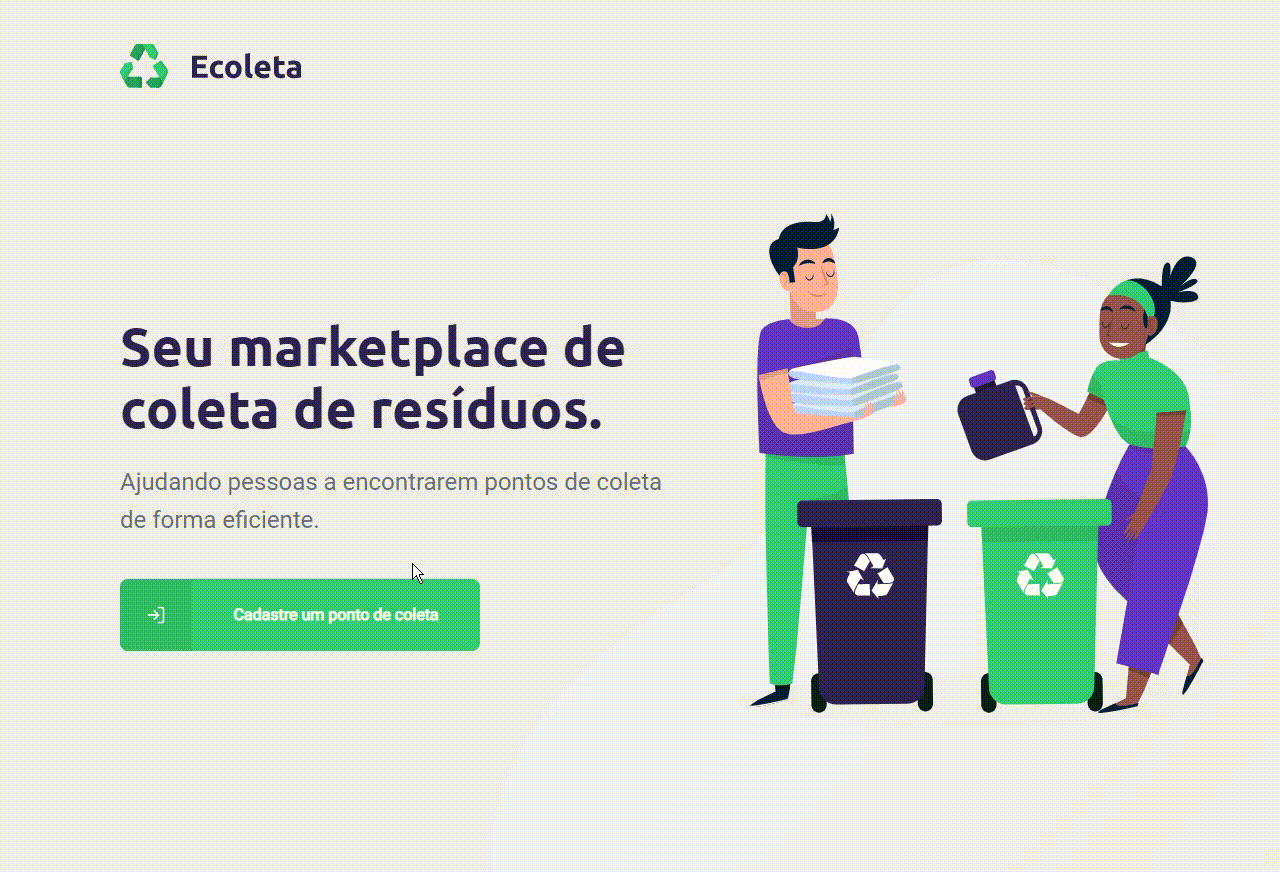 Ecoleta
Seu marketplace de
coleta de resíduos.
Ajudando pessoas a encontrarem pontos de coleta
de forma eficiente.
Cadastre um ponto de coleta